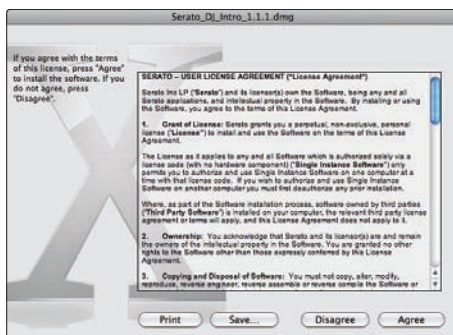 Serato_DJ_Intro_1.1.1.dmg
If you agree with the terms
of this license, press "Agree"
to install the software. If you
do not agree, press
"Disagree".
SERATO – USER LICENSE AGREEMENT ("License Agreement")
Serato Inc LP ("Serato") and its licensor(s) own the Software, being any and all
Serato applications, and intellectual property in the Software. By installing or using
the Software, you agree to the terms of this License Agreement.
1. Grant of License: Serato grants you a perpetual, non-exclusive, personal
license ("License") to install and use the Software on the terms of this License
Agreement.
The License as it applies to any and all Software which is authorized solely via a
license code (with no hardware component) ("Single Instance Software") only
permits you to authorize and use Single Instance Software on one computer at a
time with that license code. If you wish to authorize and use Single Instance
Software on another computer you must first deauthorize any prior installation.
Where, as part of the Software installation process, software owned by third parties
("Third Party Software") is installed on your computer, the relevant third party license
agreement or terms will apply, and this License Agreement does not apply to it.
2. Ownership: You acknowledge that Serato and its licensor(s) are and remain
the owners of the intellectual property in the Software. You are granted no other
rights to the Software other than those expressly conferred by this License
Agreement.
3. Copying and Disposal of Software: You must not copy, alter, modify,
reproduce, reverse engineer, reverse assemble or reverse compile the Software or
Print
Save...
Disagree
Agree